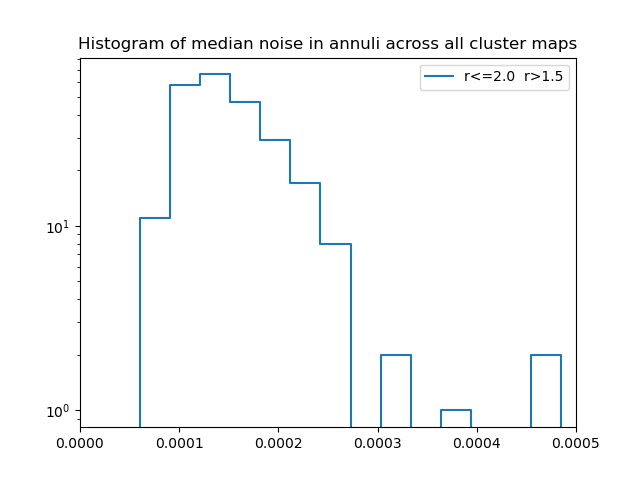 Histogram of median noise in annuli across all cluster maps
r<=2.0  r>1.5
10¹
10⁰
0.0000 0.0001 0.0002 0.0003 0.0004 0.0005